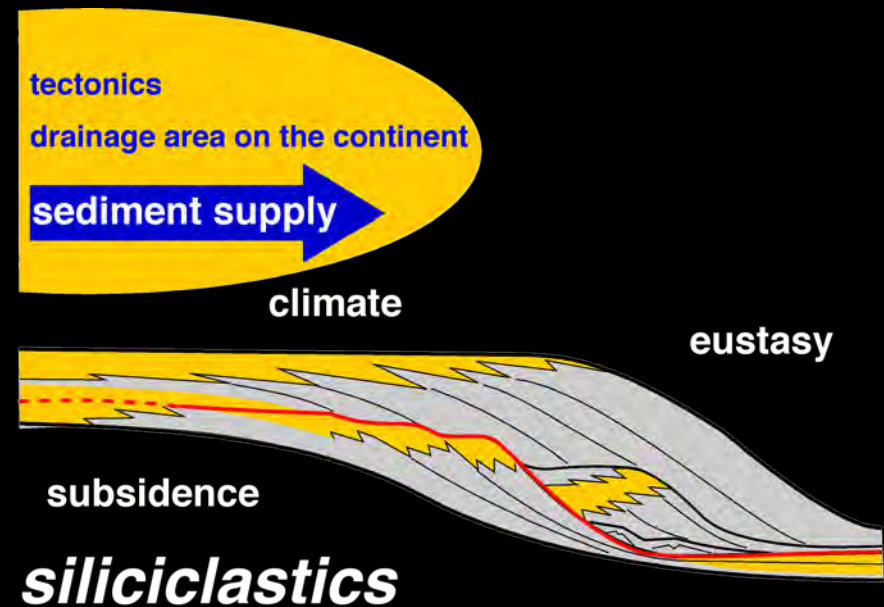 tectonics
drainage area on the continent
sediment supply
climate
eustasy
subsidence
siliciclastics